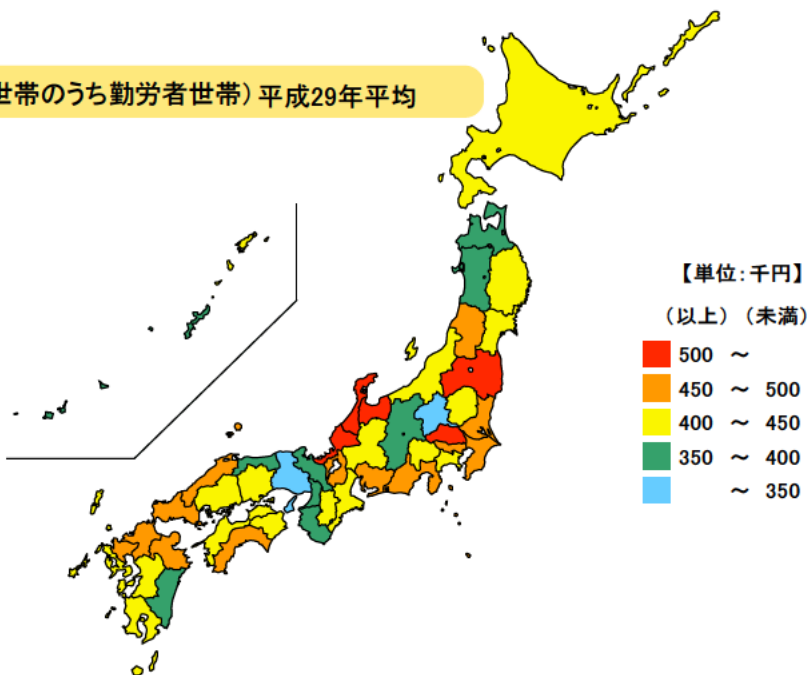 世帯のうち勤労者世帯）平成29年平均
【単位：千円】
（以上）（未満）
500 ～
450 ～ 500
400 ～ 450
350 ～ 400
～ 350